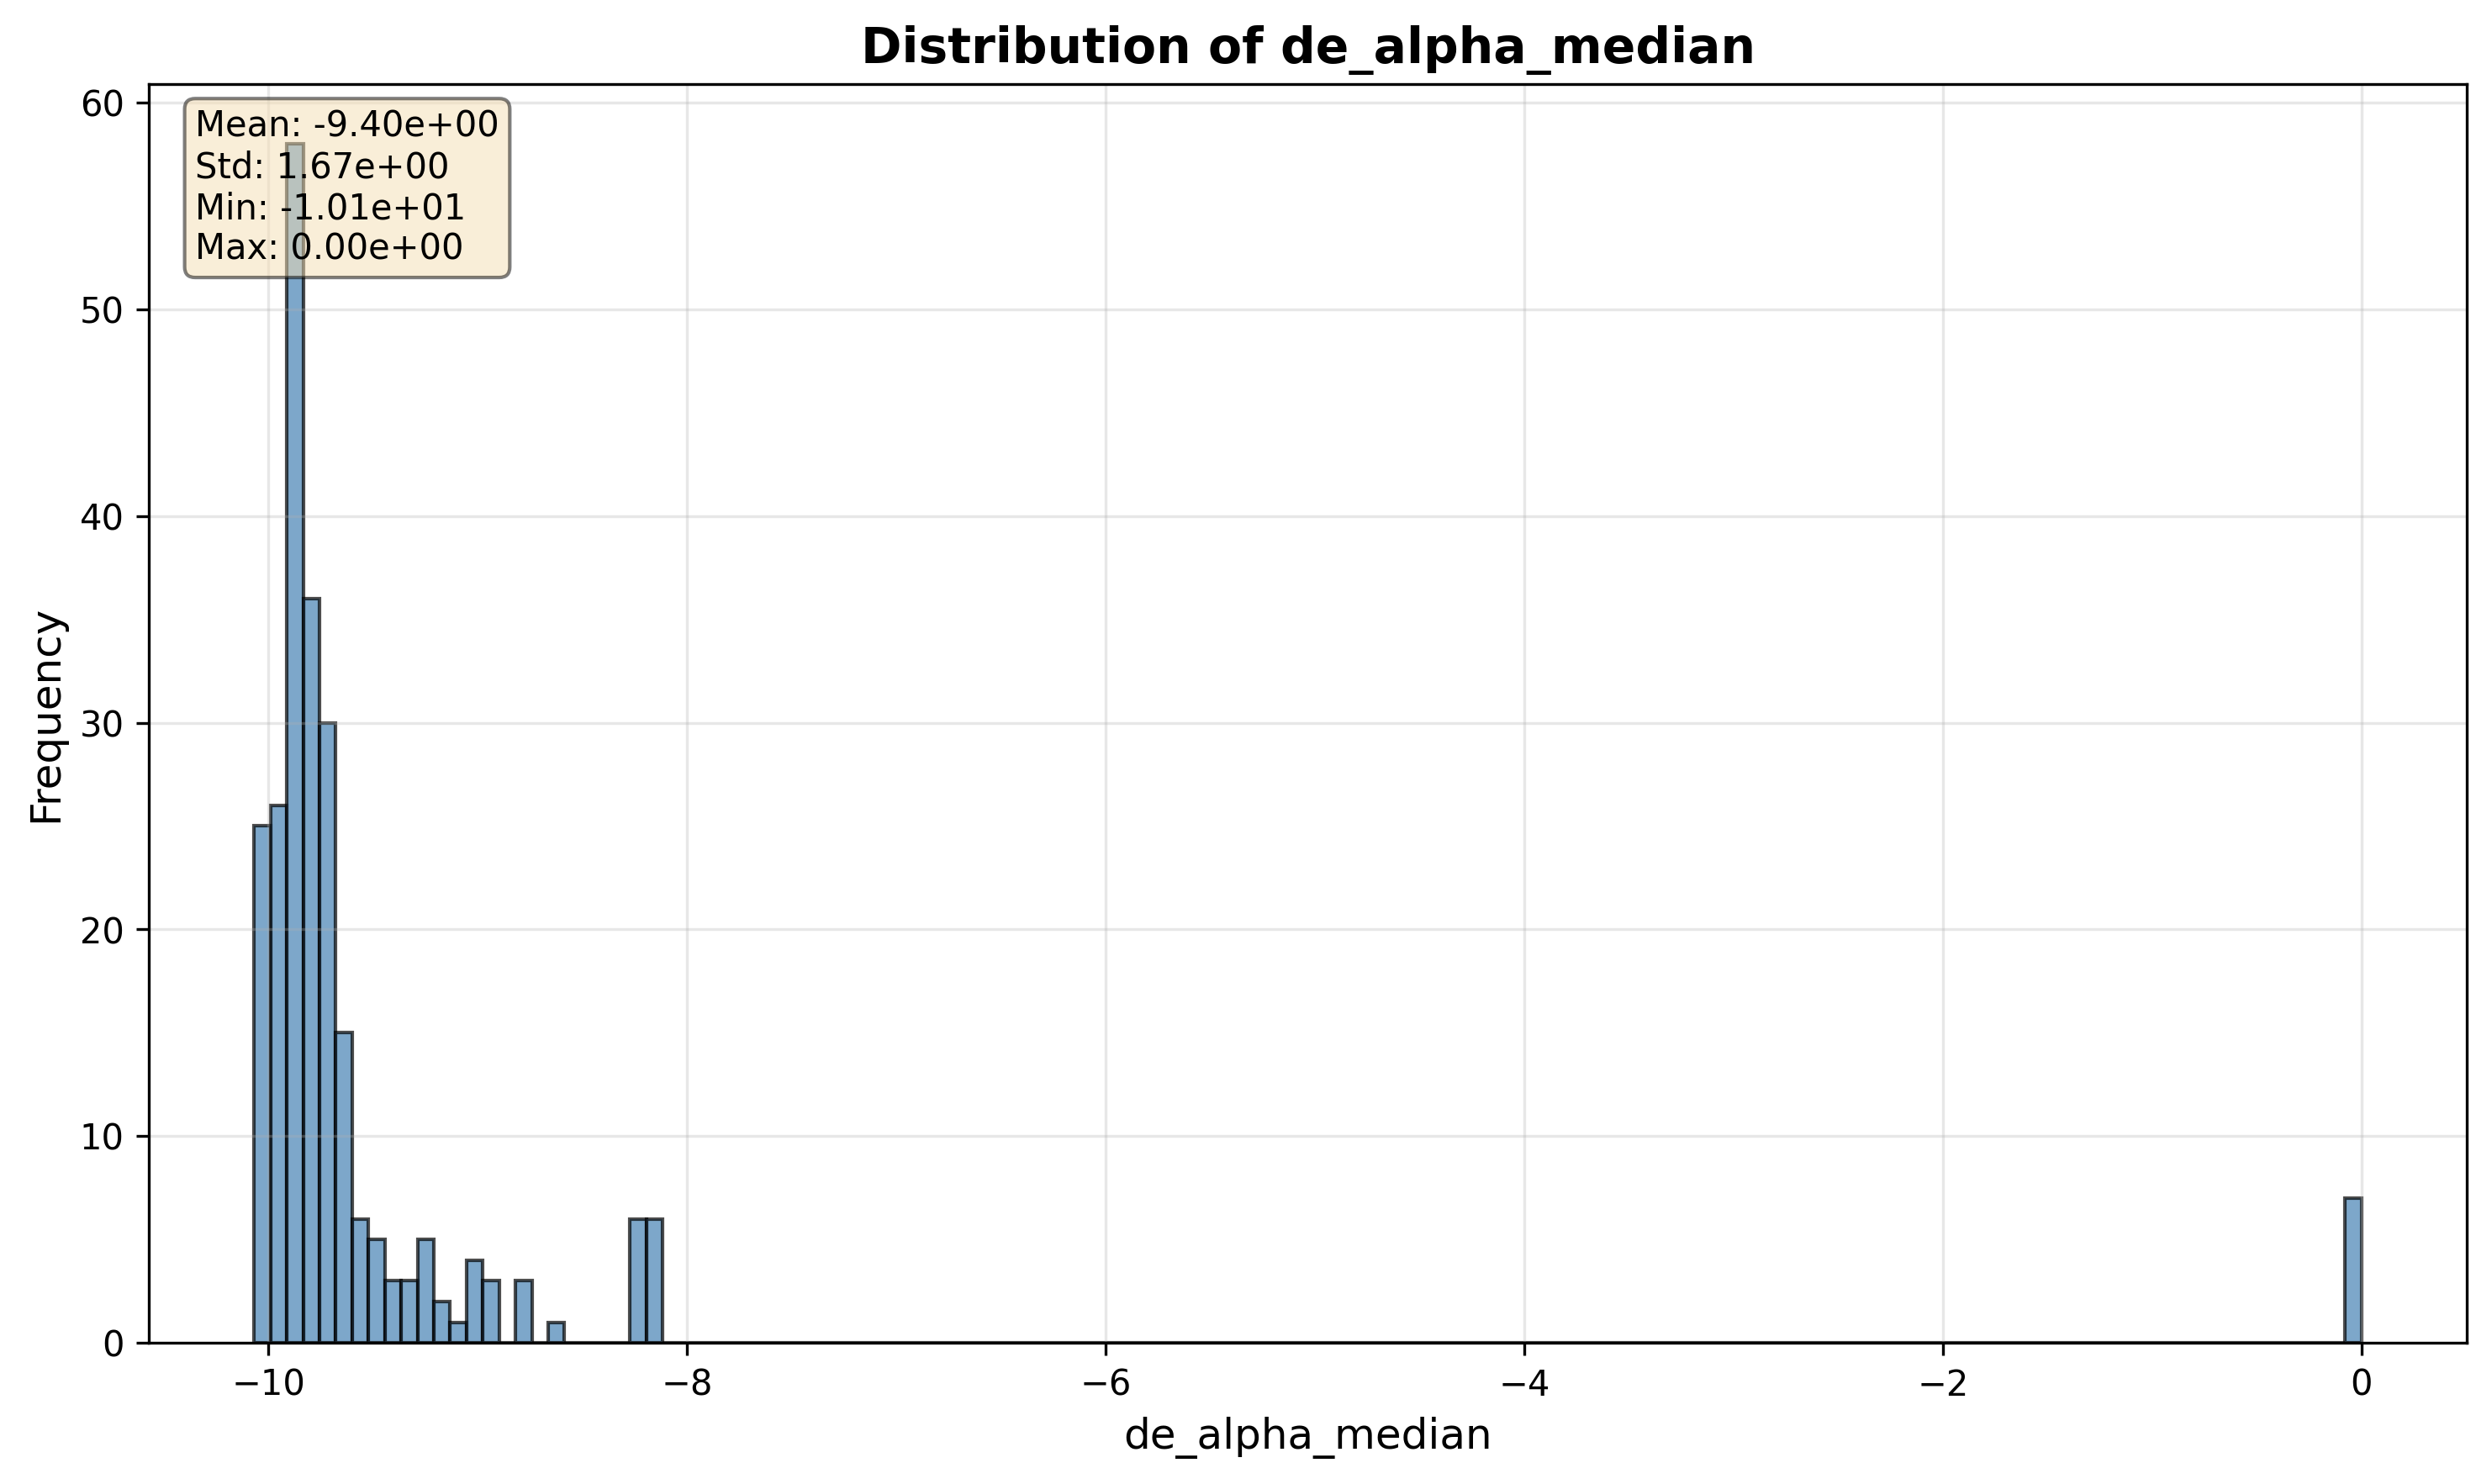 Distribution of de_alpha_median
Mean: -9.40e+00
Std: 1.67e+00
Min: -1.01e+01
Max: 0.00e+00
60
50
40
30
20
10
0
Frequency
−10
−8
−6
−4
−2
0
de_alpha_median